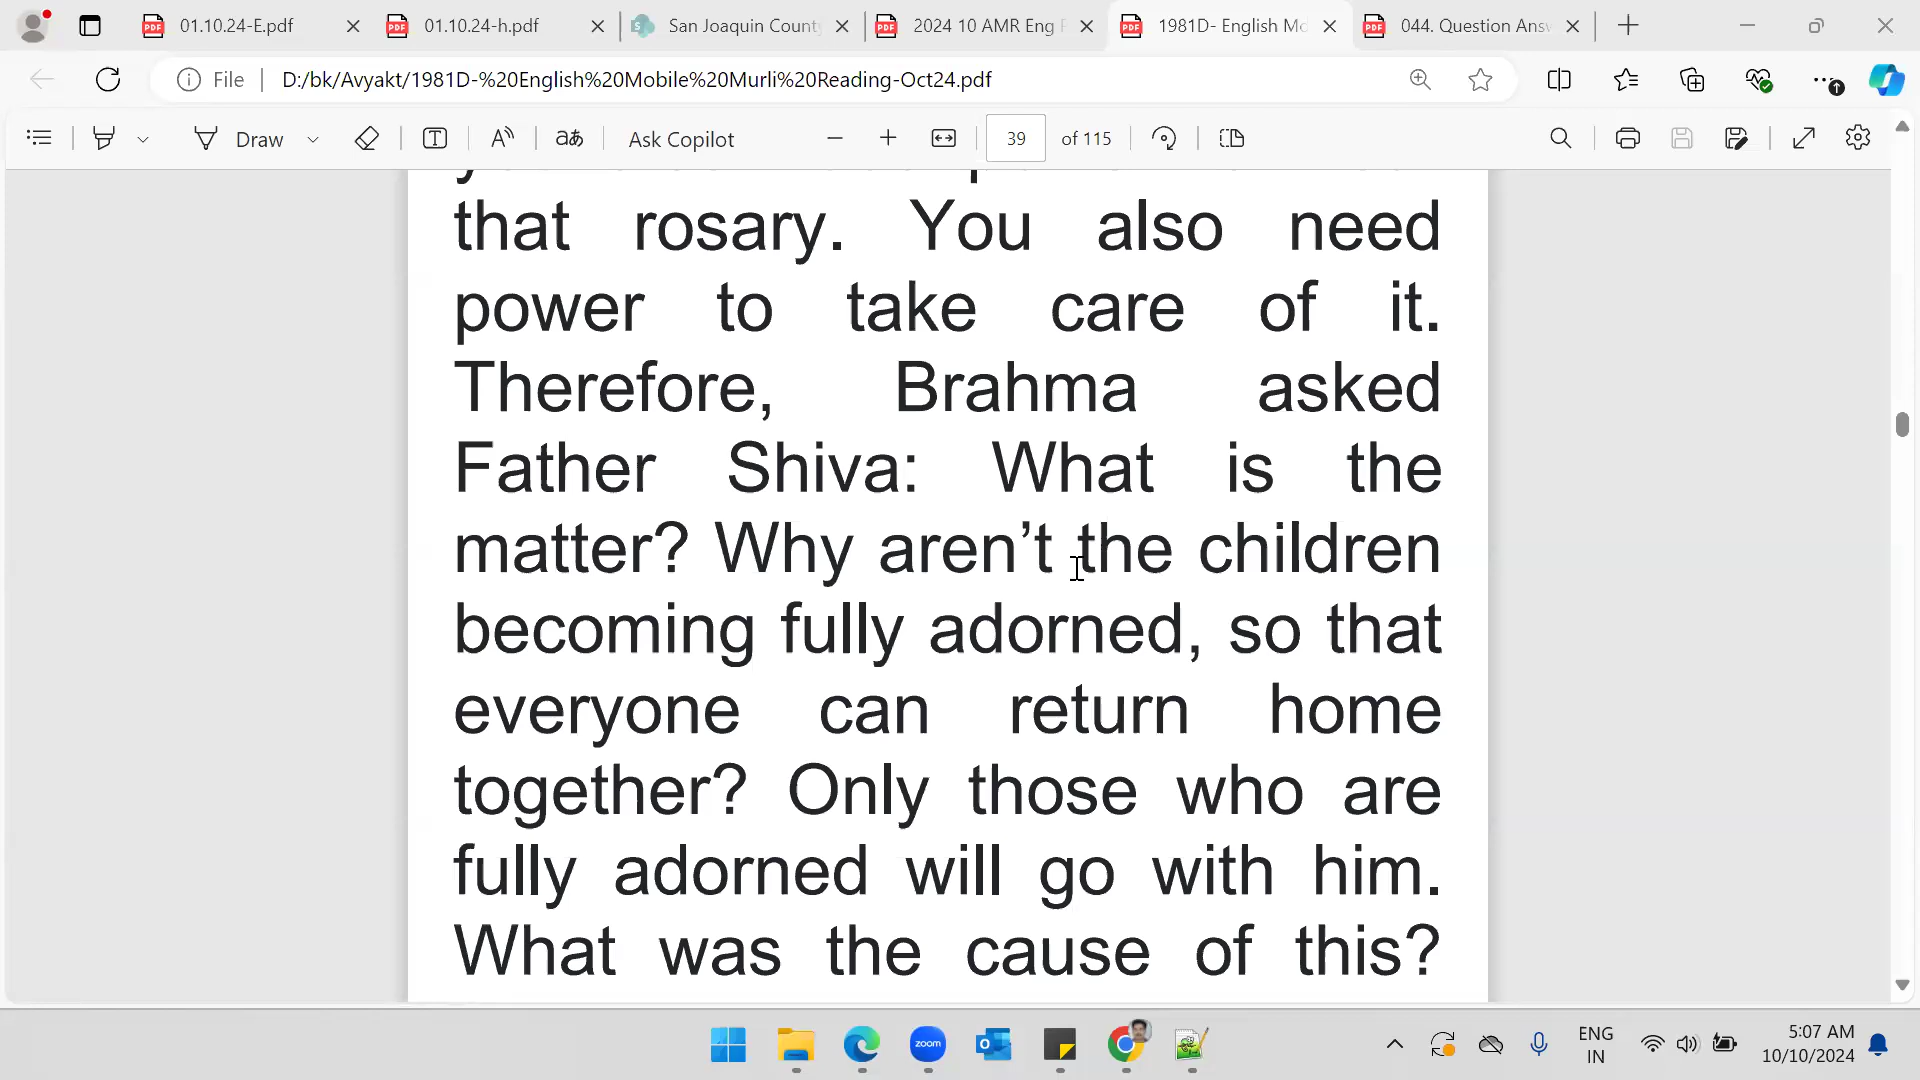 01.10.24-E.pdf
01.10.24-h.pdf
San Joaquin County
2024 10 AMR Eng
1981D- English Mo
044. Question Answ
File
D:/bk/Avyakt/1981D-%20English%20Mobile%20Murli%20Reading-Oct24.pdf
Draw
Ask Copilot
39
of 115
that rosary. You also need
power to take care of it.
Therefore, Brahma asked
Father Shiva: What is the
matter? Why aren’t the children
becoming fully adorned, so that
everyone can return home
together? Only those who are
fully adorned will go with him.
What was the cause of this?
zoom
ENG
IN
5:07 AM
10/10/2024